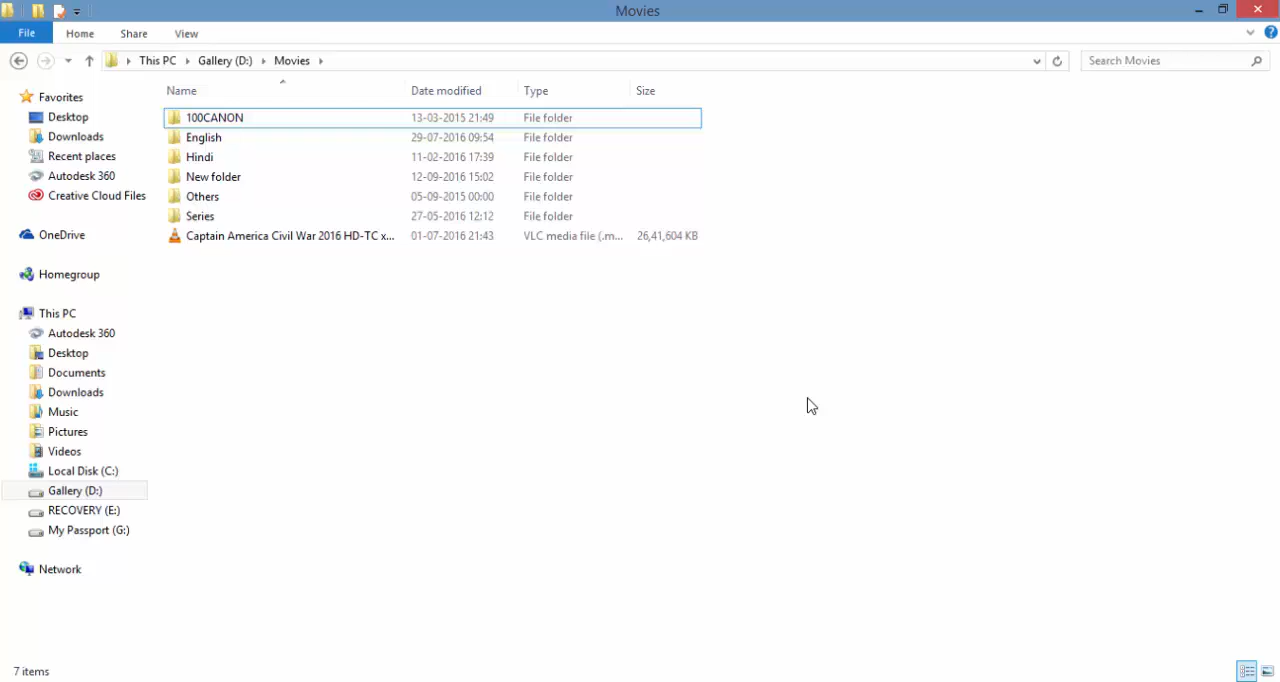 Movies
File Home Share View
This PC Gallery (D:) Movies Search Movies
Name Date modified Type Size
100CANON 13-03-2015 21:49 File folder
English 29-07-2016 09:54 File folder
Hindi 11-02-2016 17:39 File folder
New folder 12-09-2016 15:02 File folder
Others 05-09-2015 00:00 File folder
Series 27-05-2016 12:12 File folder
Captain America Civil War 2016 HD-TC x... 01-07-2016 21:43 VLC media file (.m... 26,41,604 KB
Favorites
Desktop
Downloads
Recent places
Autodesk 360
Creative Cloud Files
OneDrive
Homegroup
This PC
Autodesk 360
Desktop
Documents
Downloads
Music
Pictures
Videos
Local Disk (C:)
Gallery (D:)
RECOVERY (E:)
My Passport (G:)
Network
7 items